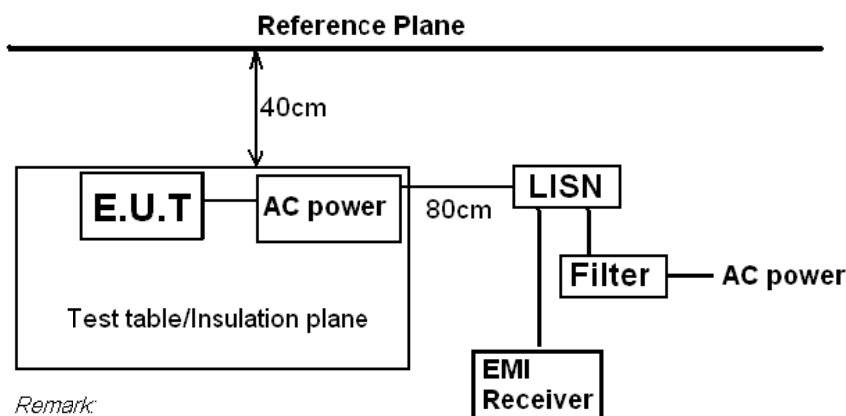 Reference Plane
40cm
E.U.T
AC power
80cm
LISN
Filter
AC power
Test table/Insulation plane
EMI
Receiver
Remark: